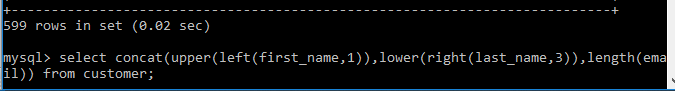 +-------------------------------------------------------------------------+
599 rows in set (0.02 sec)
mysql> select concat(upper(left(first_name,1)),lower(right(last_name,3)),length(ema
il)) from customer;